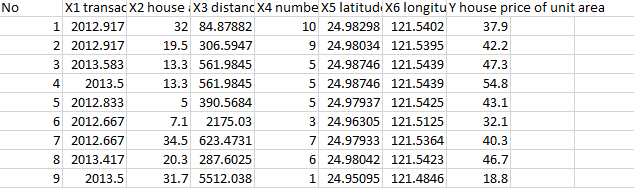 No X1 transac X2 house a X3 distanc X4 numbe X5 latitud X6 longitu Y house price of unit area
1 2012.917 32 84.87882 10 24.98298 121.5402 37.9
2 2012.917 19.5 306.5947 9 24.98034 121.5395 42.2
3 2013.583 13.3 561.9845 5 24.98746 121.5439 47.3
4 2013.5 13.3 561.9845 5 24.98746 121.5439 54.8
5 2012.833 5 390.5684 5 24.97937 121.5425 43.1
6 2012.667 7.1 2175.03 3 24.96305 121.5125 32.1
7 2012.667 34.5 623.4731 7 24.97933 121.5364 40.3
8 2013.417 20.3 287.6025 6 24.98042 121.5423 46.7
9 2013.5 31.7 5512.038 1 24.95095 121.4846 18.8